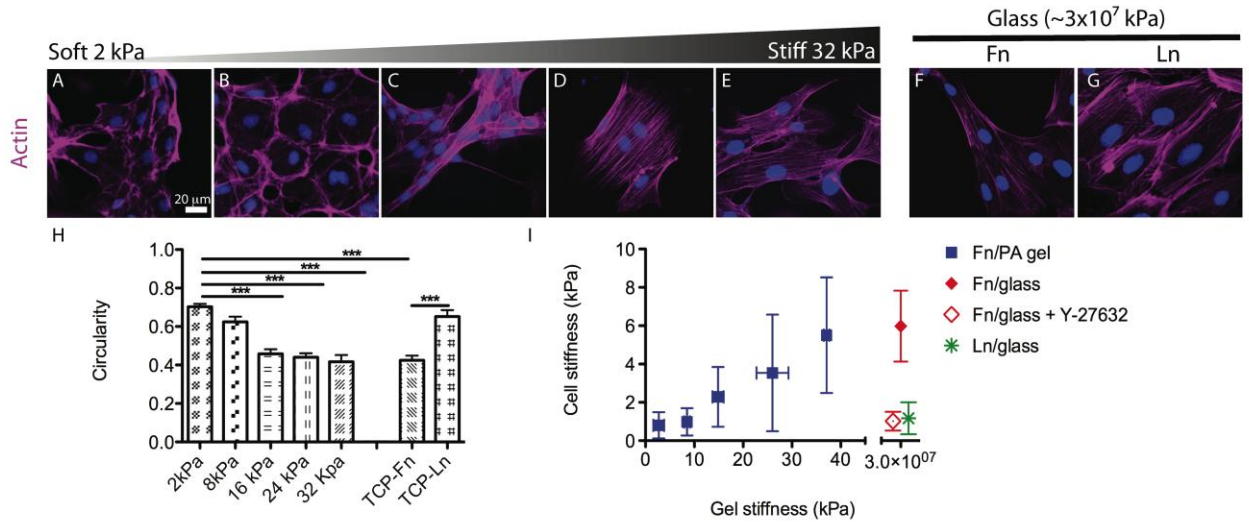 Glass (~3x10⁷ kPa)
Soft 2 kPa
Stiff 32 kPa
Fn
Ln
A
B
C
D
E
F
G
Actin
20 µm
H
I
1.0
0.8
0.6
0.4
0.2
0.0
Circularity
***
***
***
***
***
2kPa
8kPa
16 kPa
24 kPa
32 Kpa
TCP-Fn
TCP-Ln
10
8
6
4
2
0
Cell stiffness (kPa)
0
10
20
30
40
3.0×10⁰⁷
Gel stiffness (kPa)
Fn/PA gel
Fn/glass
Fn/glass + Y-27632
Ln/glass